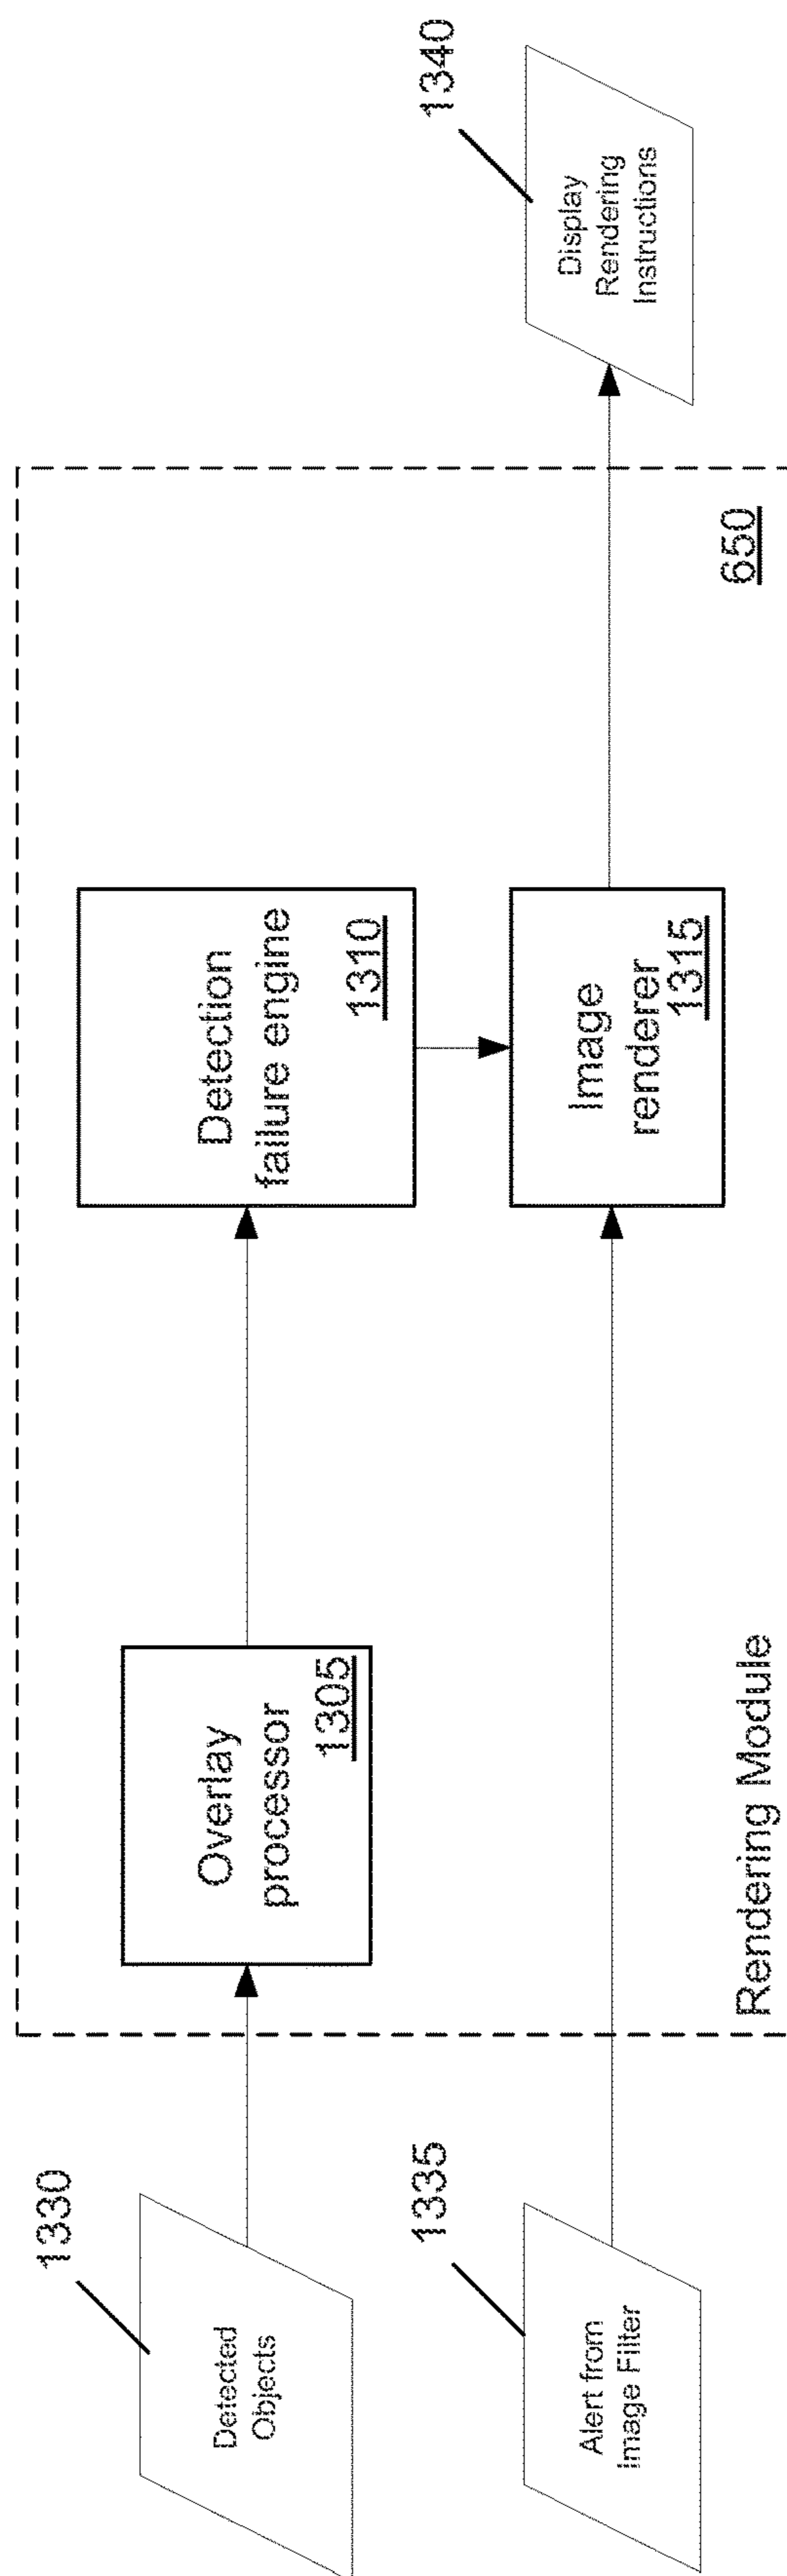 1330
Detected
Objects
1335
Alert from
Image Filter
Overlay
processor
1305
Detection
failure engine
1310
Image
renderer
1315
Rendering Module
650
1340
Display
Rendering
Instructions